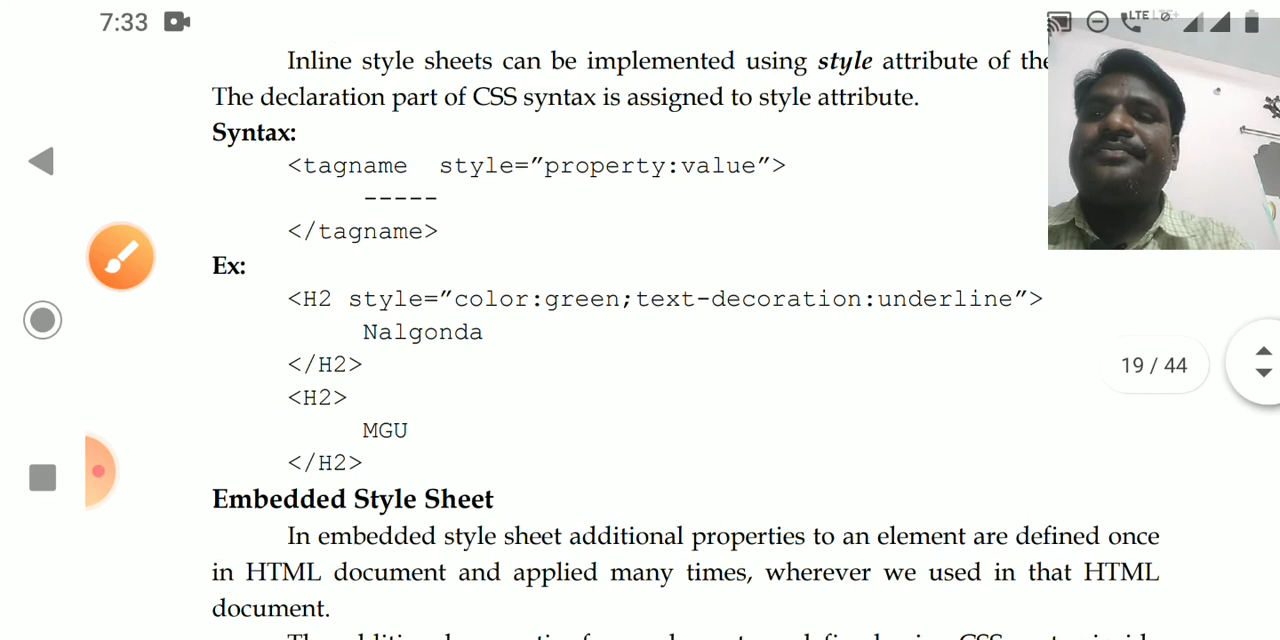 7:33
LTE LTE+
Inline style sheets can be implemented using style attribute of the
The declaration part of CSS syntax is assigned to style attribute.
Syntax:
<tagname style=”property:value”>
-----
</tagname>
Ex:
<H2 style=”color:green;text-decoration:underline”>
Nalgonda
</H2>
<H2>
MGU
</H2>
19 / 44
Embedded Style Sheet
In embedded style sheet additional properties to an element are defined once
in HTML document and applied many times, wherever we used in that HTML
document.